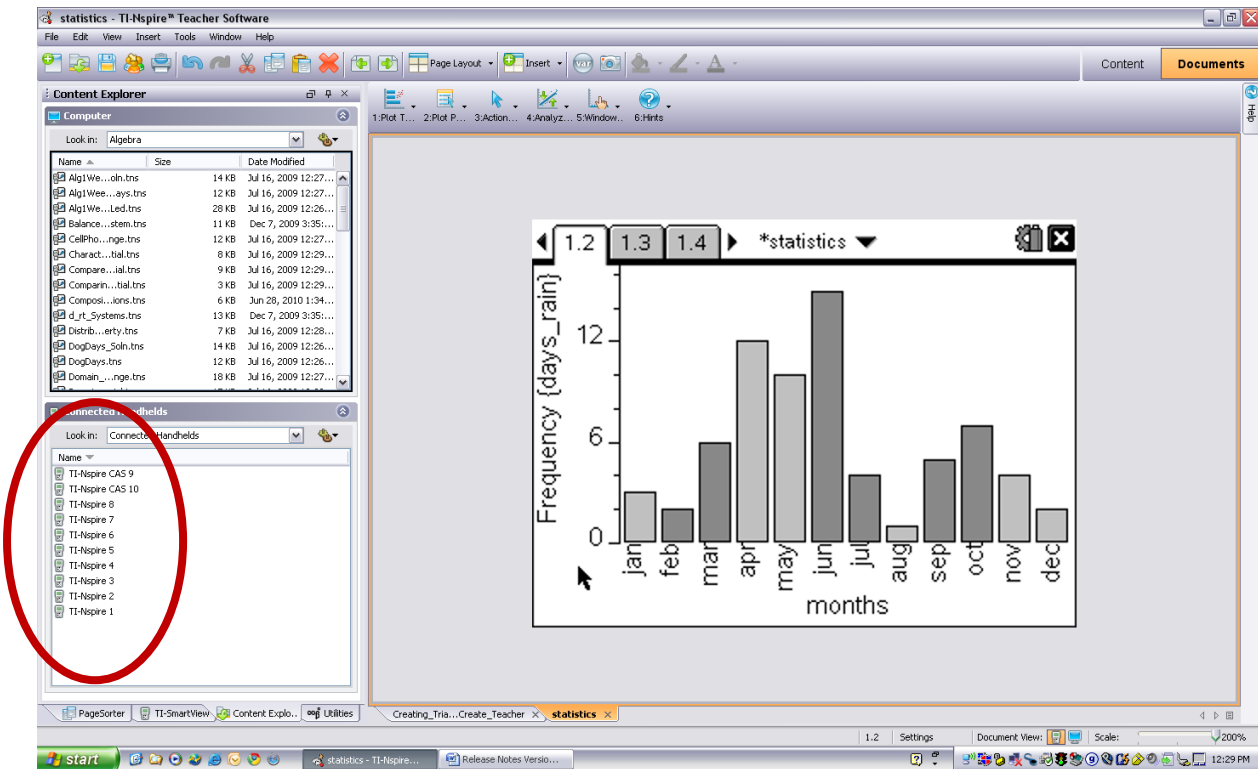 statistics - TI-Nspire™ Teacher Software
File Edit View Insert Tools Window Help
Page Layout Insert var Content Documents
Content Explorer
Computer
Look in: Algebra
Name Size Date Modified
Alg1We...oln.tns 14 KB Jul 16, 2009 12:27...
Alg1Wee...ays.tns 12 KB Jul 16, 2009 12:27...
Alg1We...Led.tns 28 KB Jul 16, 2009 12:26...
Balance...stem.tns 11 KB Dec 7, 2009 3:35:...
CellPho...nge.tns 12 KB Jul 16, 2009 12:27...
Charact...tial.tns 8 KB Jul 16, 2009 12:29...
Compare...ial.tns 9 KB Jul 16, 2009 12:29...
Comparin...tial.tns 3 KB Jul 16, 2009 12:29...
Composi...ions.tns 6 KB Jun 28, 2010 1:34...
d_rt_Systems.tns 13 KB Dec 7, 2009 3:35:...
Distrib...erty.tns 7 KB Jul 16, 2009 12:28...
DogDays_Soln.tns 14 KB Jul 16, 2009 12:26...
DogDays.tns 12 KB Jul 16, 2009 12:26...
Domain_...nge.tns 18 KB Jul 16, 2009 12:27...
Connected Handhelds
Look in: Connected Handhelds
Name
TI-Nspire CAS 9
TI-Nspire CAS 10
TI-Nspire 8
TI-Nspire 7
TI-Nspire 6
TI-Nspire 5
TI-Nspire 4
TI-Nspire 3
TI-Nspire 2
TI-Nspire 1
PageSorter TI-SmartView Content Explo.. Utilities
1:Plot T... 2:Plot P... 3:Action... 4:Analyz... 5:Window.. 6:Hints
Help
1.2 1.3 1.4 *statistics
Frequency {days_rain}
12
6
0
jan feb mar apr may jun jul aug sep oct nov dec
months
Creating_Tria...Create_Teacher statistics
1.2 Settings Document View: Scale: 200%
start statistics - TI-Nspire... Release Notes Versio... 12:29 PM